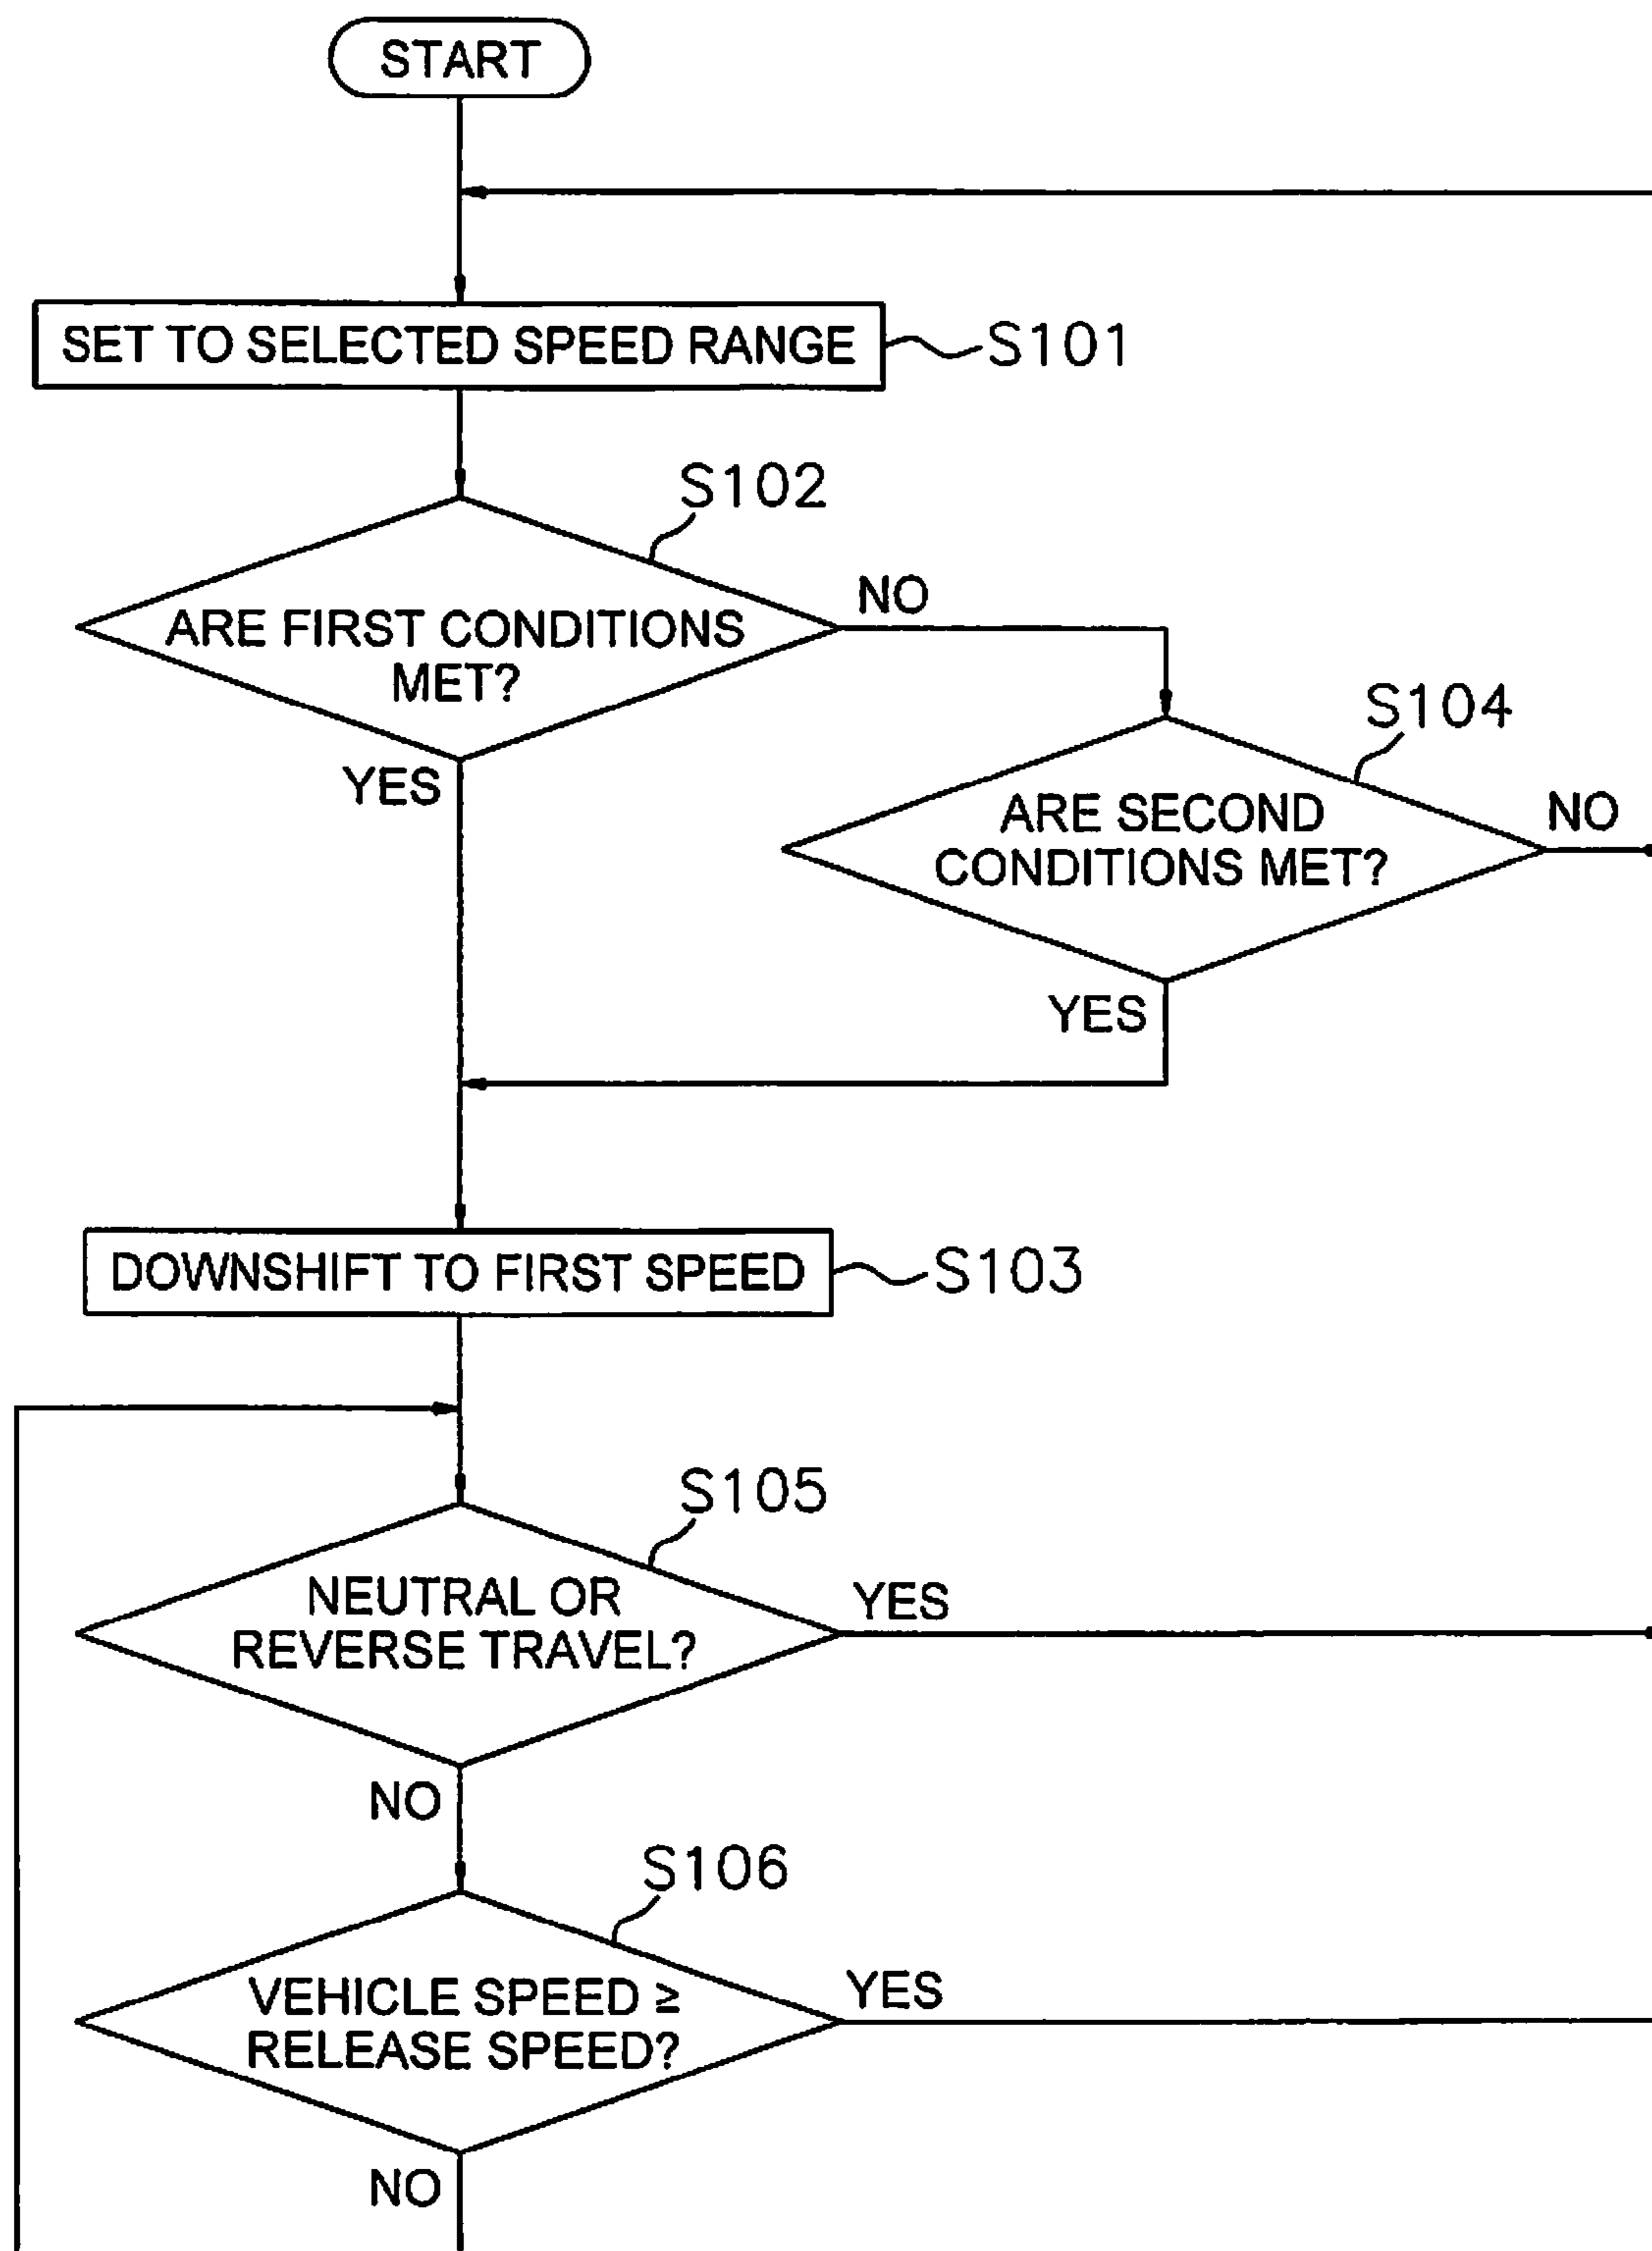 START
SET TO SELECTED SPEED RANGE
S101
S102
ARE FIRST CONDITIONS
MET?
NO
YES
S104
ARE SECOND
CONDITIONS MET?
NO
YES
DOWNSHIFT TO FIRST SPEED
S103
S105
NEUTRAL OR
REVERSE TRAVEL?
YES
NO
S106
VEHICLE SPEED ≥
RELEASE SPEED?
YES
NO